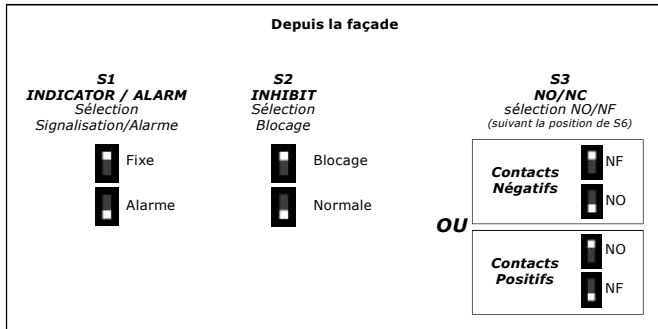 Depuis la façade
S1
INDICATOR / ALARM
Sélection
Signalisation/Alarme
Fixe
Alarme
S2
INHIBIT
Sélection
Blocage
Blocage
Normale
S3
NO/NC
sélection NO/NF
(suivant la position de S6)
Contacts
Négatifs
NF
NO
OU
Contacts
Positifs
NO
NF